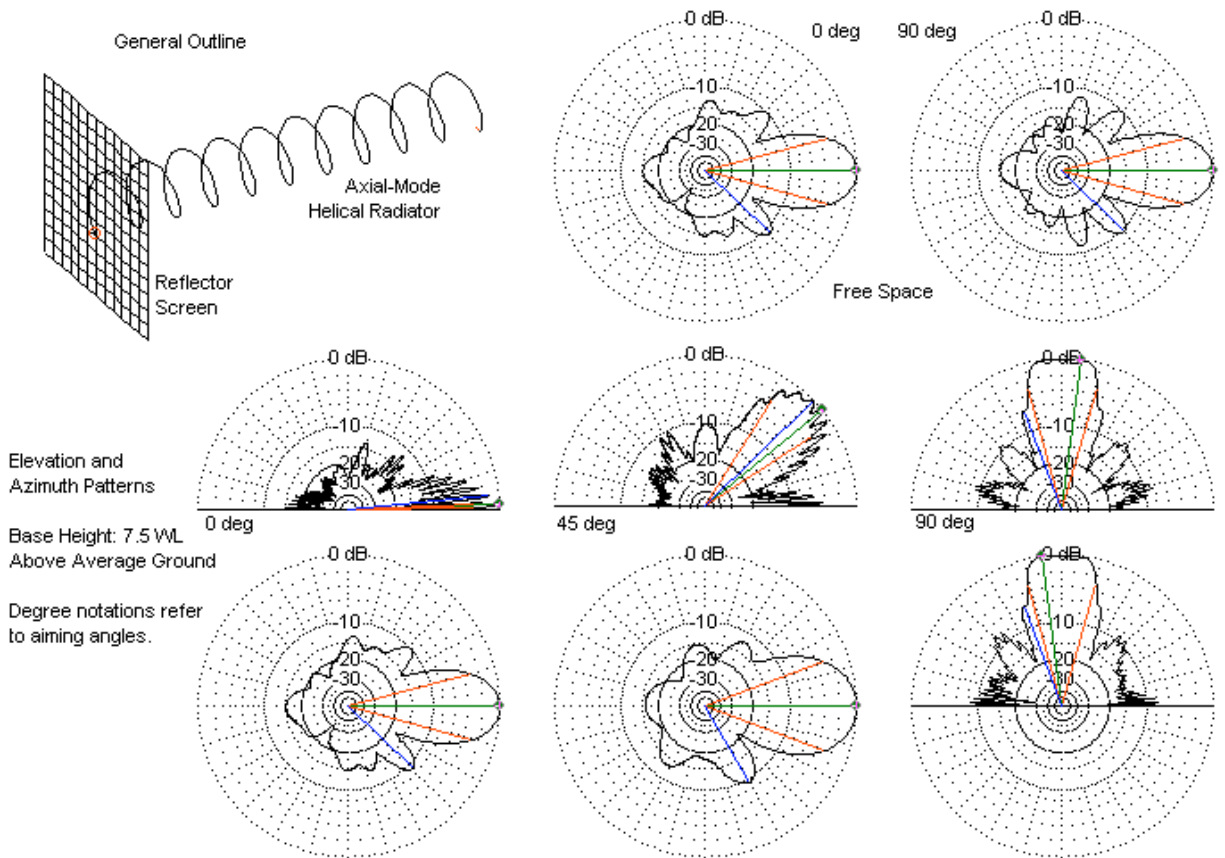 General Outline
Axial-Mode
Helical Radiator
Reflector
Screen
0 dB
0 deg
-10
20
30
90 deg
0 dB
-10
20
30
Free Space
Elevation and
Azimuth Patterns
Base Height: 7.5 WL
Above Average Ground
Degree notations refer
to aiming angles.
0 dB
-10
20
30
0 deg
0 dB
10
20
30
45 deg
0 dB
-10
20
30
90 deg
0 dB
-10
20
30
0 dB
-10
20
30
0 dB
-10
20
30